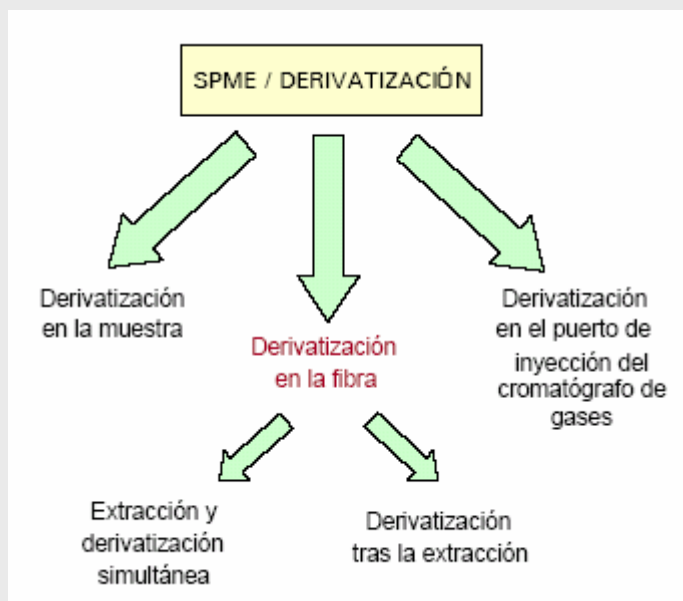 SPME / DERIVATIZACIÓN
Derivatización
en la muestra
Derivatización
en la fibra
Derivatización
en el puerto de
inyección del
cromatógrafo de
gases
Extracción y
derivatización
simultánea
Derivatización
tras la extracción